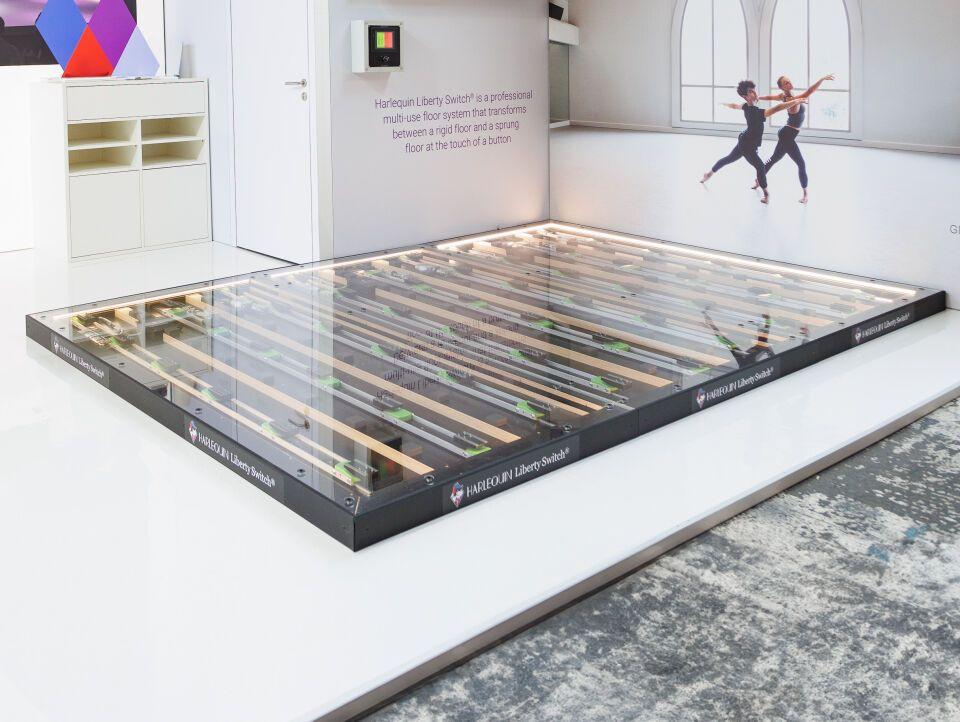 Harlequin Liberty Switch® is a professional
multi-use floor system that transforms
between a rigid floor and a sprung
floor at the touch of a button
HARLEQUIN Liberty Switch®
HARLEQUIN Liberty Switch®
HARLEQUIN Liberty Switch®
HARLEQUIN Liberty Switch®
HARLEQUIN Liberty Switch®